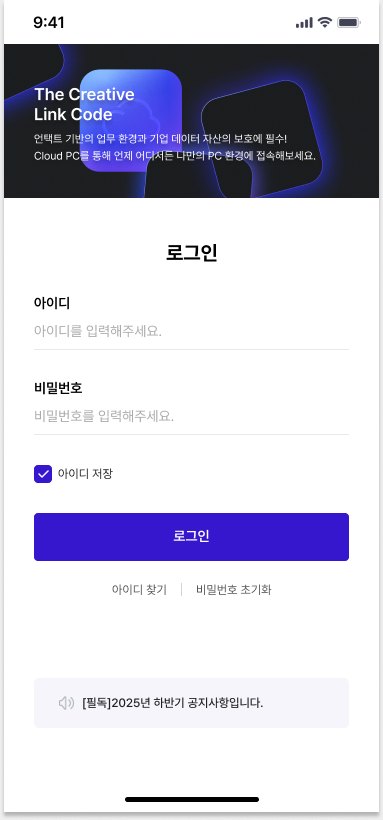 9:41
The Creative
Link Code
언택트 기반의 업무 환경과 기업 데이터 자산의 보호에 필수!
Cloud PC를 통해 언제 어디서든 나만의 PC 환경에 접속해보세요.
로그인
아이디
아이디를 입력해주세요.
비밀번호
비밀번호를 입력해주세요.
아이디 저장
로그인
아이디 찾기 | 비밀번호 초기화
[필독]2025년 하반기 공지사항입니다.